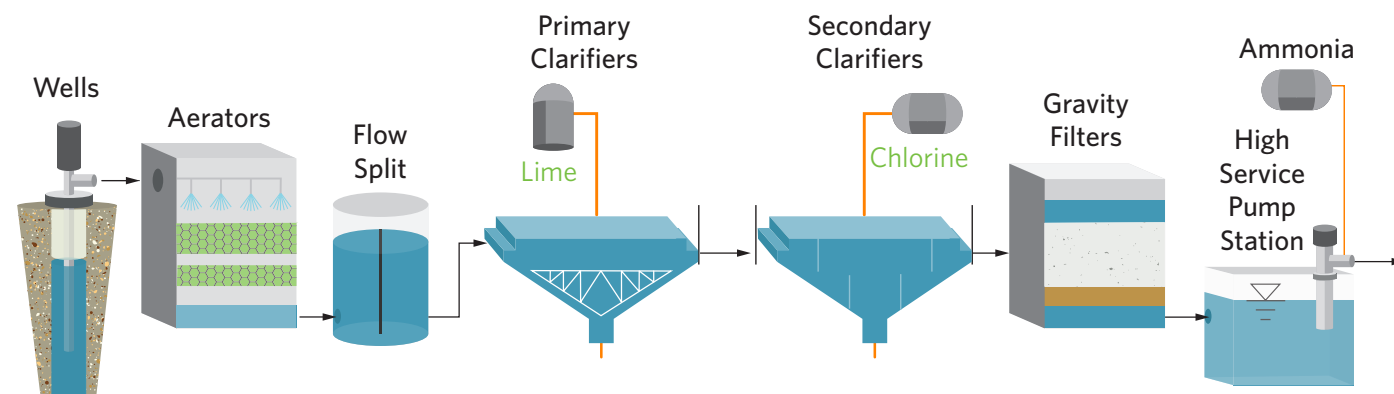 Wells
Aerators
Flow
Split
Primary
Clarifiers
Lime
Secondary
Clarifiers
Chlorine
Gravity
Filters
Ammonia
High
Service
Pump
Station